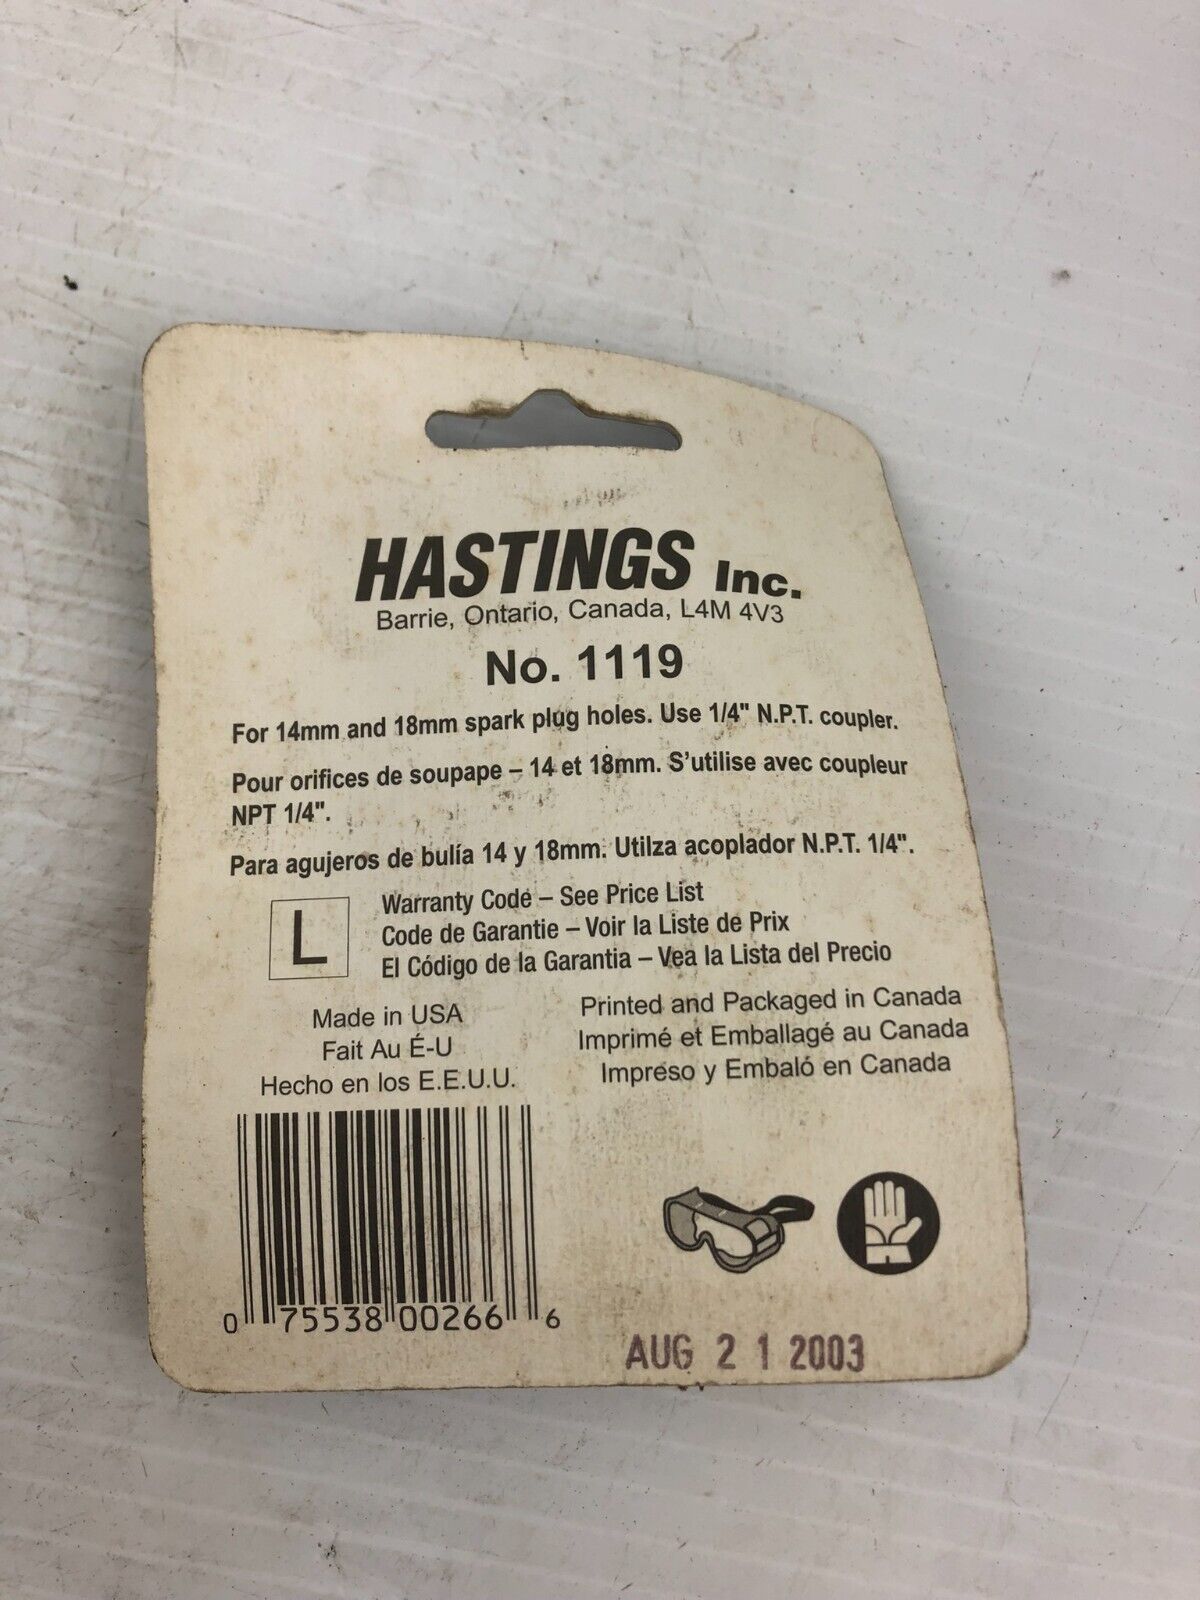 HASTINGS Inc.
Barrie, Ontario, Canada, L4M 4V3
No. 1119
For 14mm and 18mm spark plug holes. Use 1/4" N.P.T. coupler.
Pour orifices de soupape – 14 et 18mm. S'utilise avec coupleur
NPT 1/4".
Para agujeros de bulía 14 y 18mm. Utilza acoplador N.P.T. 1/4".
L
Warranty Code – See Price List
Code de Garantie – Voir la Liste de Prix
El Código de la Garantia – Vea la Lista del Precio
Made in USA
Fait Au É-U
Hecho en los E.E.U.U.
Printed and Packaged in Canada
Imprimé et Emballagé au Canada
Impreso y Embaló en Canada
0 75538 00266 6
AUG 21 2003